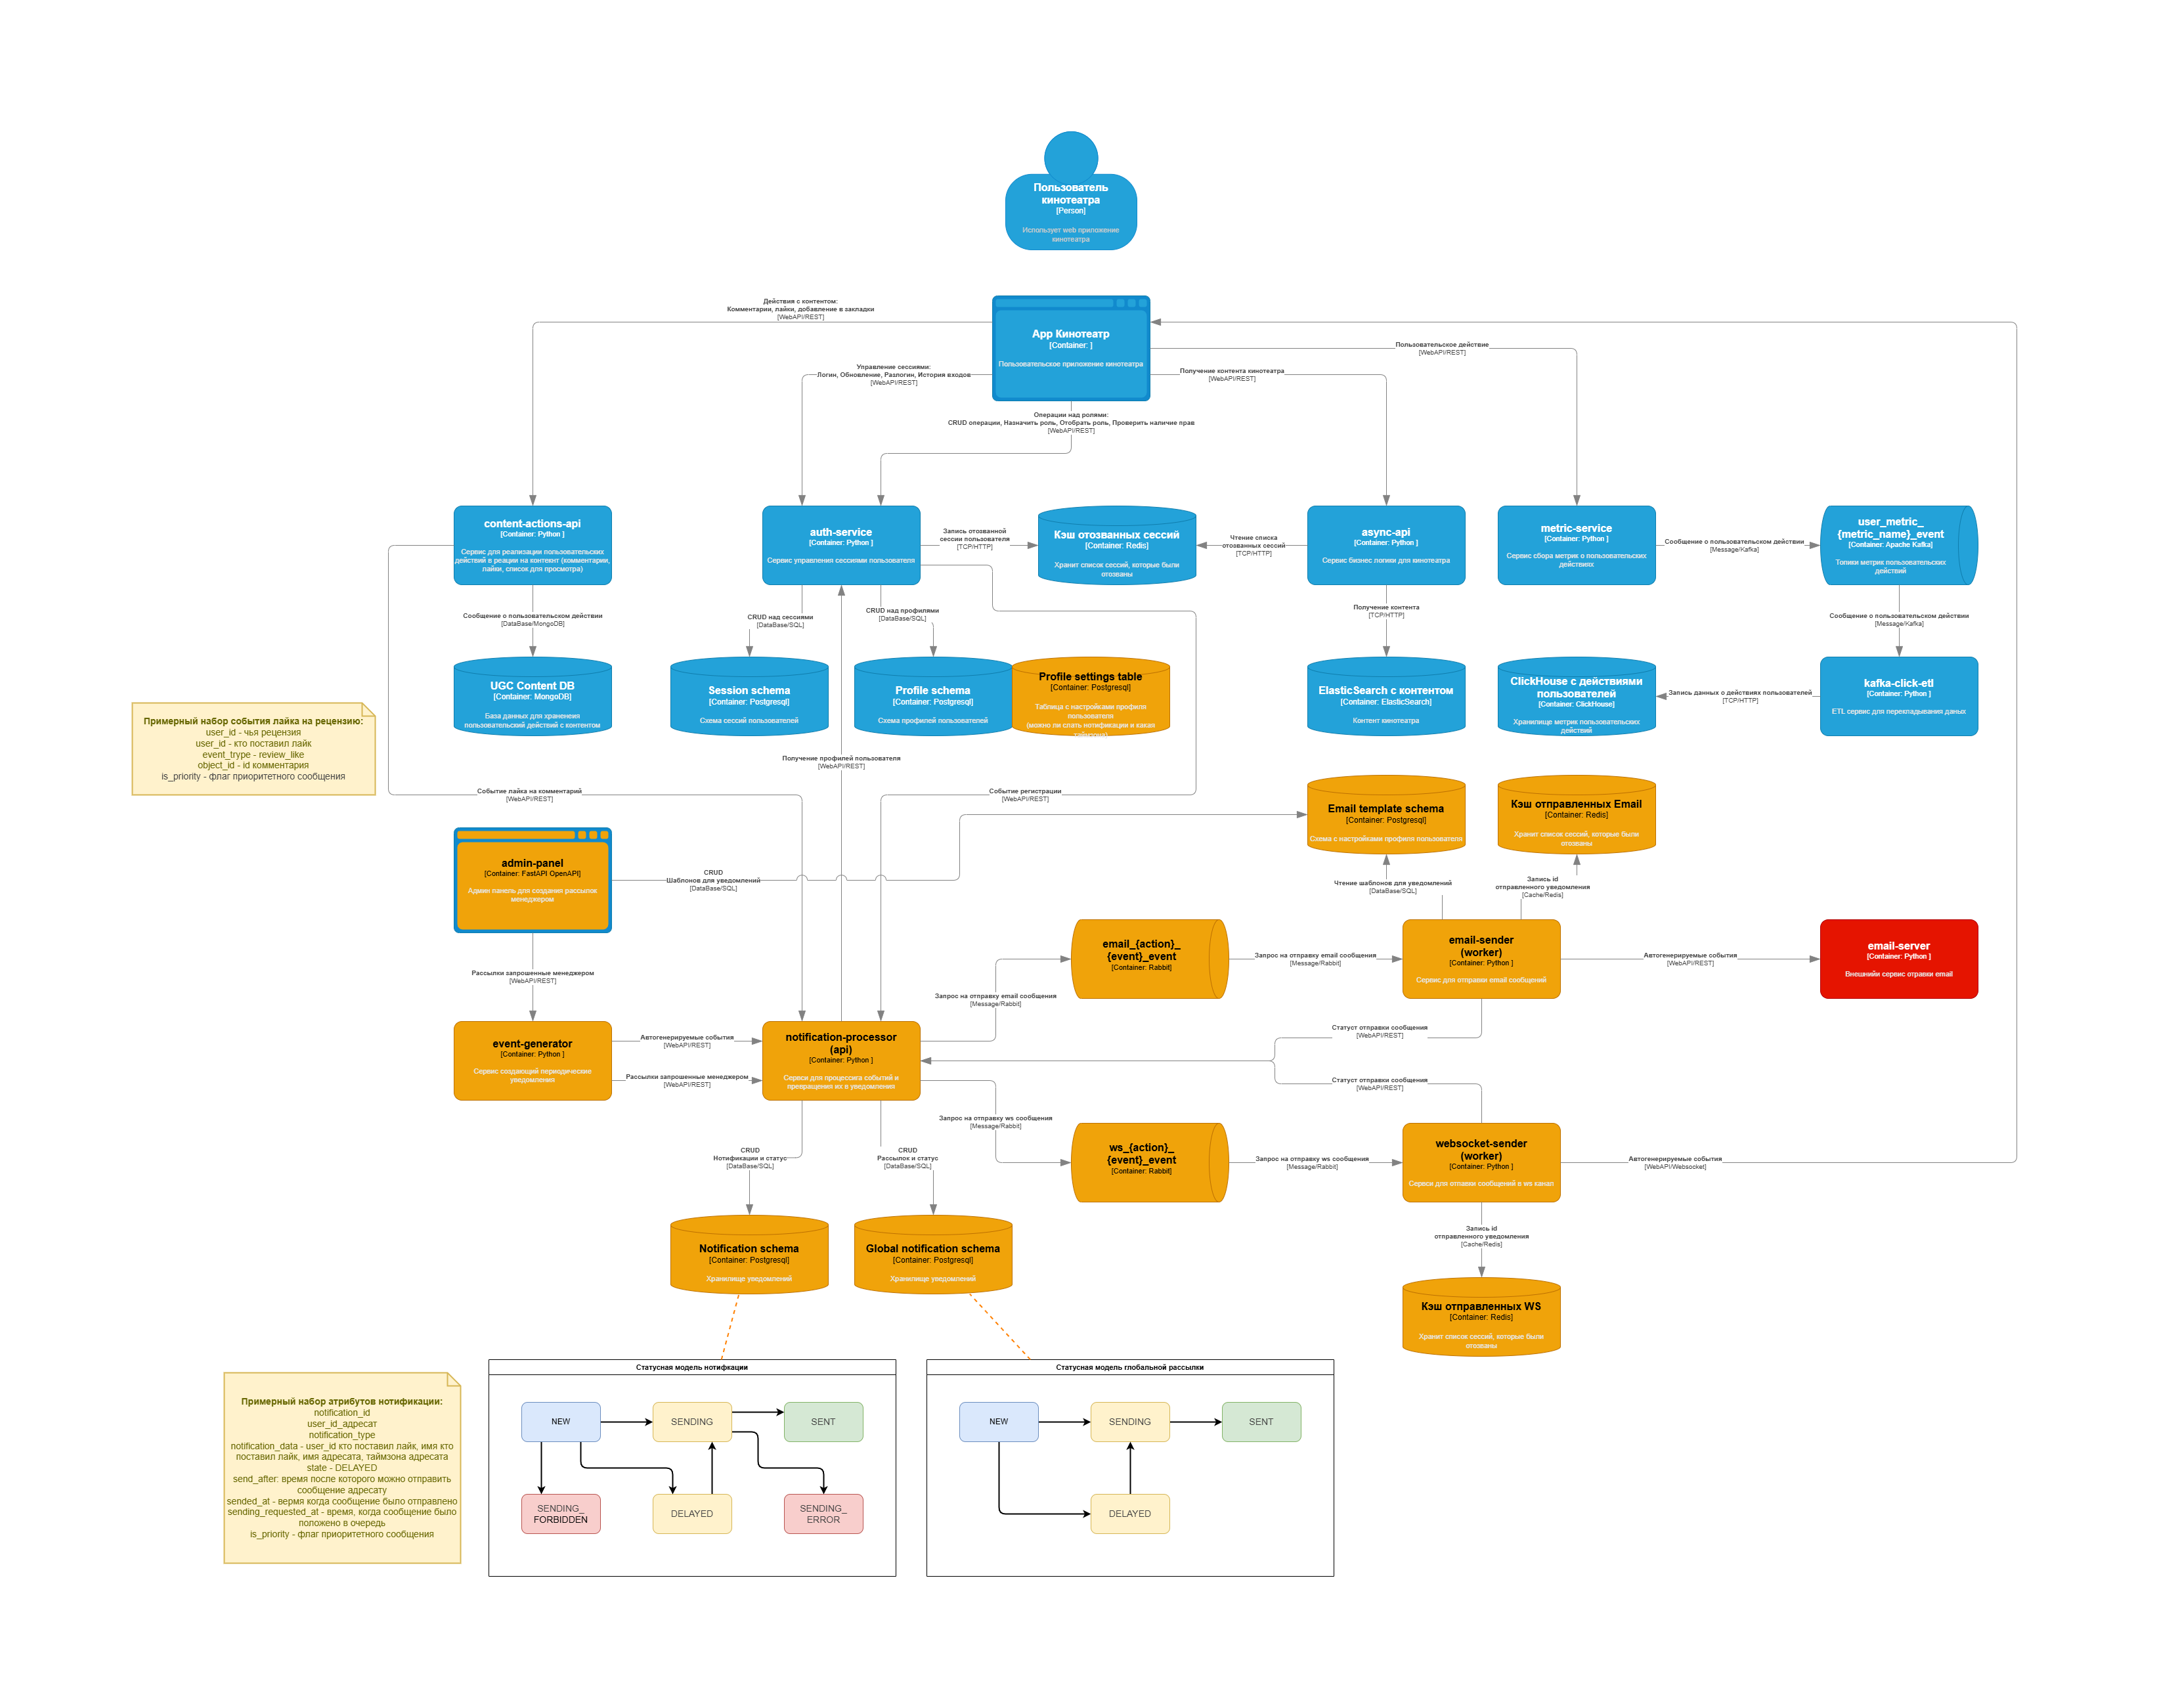 Пользователь
кинотеатра
[Person]
Использует web приложение
кинотеатра
Действия с контентом:
Комментарии, лайки, добавление в закладки
[WebAPI/REST]
App Кинотеатр
[Container: ]
Пользовательское приложение кинотеатра
Пользовательское действие
[WebAPI/REST]
Управление сессиями:
Логин, Обновление, Разлогин, История входов
[WebAPI/REST]
Получение контента кинотеатра
[WebAPI/REST]
Операции над ролями:
CRUD операции, Назначить роль, Отобрать роль, Проверить наличие прав
[WebAPI/REST]
content-actions-api
[Container: Python ]
Сервис для реализации пользовательских
действий в реации на контекнт (комментарии,
лайки, список для просмотра)
auth-service
[Container: Python ]
Сервис управления сессиями пользователя
Запись отозванной
сессии пользователя
[TCP/HTTP]
Кэш отозванных сессий
[Container: Redis]
Хранит список сессий, которые были
отозваны
Чтение списка
отозванных сессий
[TCP/HTTP]
async-api
[Container: Python ]
Сервис бизнес логики для кинотеатра
metric-service
[Container: Python ]
Сервис сбора метрик о пользовательских
действиях
Сообщение о пользовательском действии
[Message/Kafka]
user_metric_
{metric_name}_event
[Container: Apache Kafka]
Топики метрик пользовательских
действий
Сообщение о пользовательском действии
[DataBase/MongoDB]
CRUD над сессиями
[DataBase/SQL]
CRUD над профилями
[DataBase/SQL]
Получение контента
[TCP/HTTP]
Сообщение о пользовательском действии
[Message/Kafka]
UGC Content DB
[Container: MongoDB]
База данных для храненеия
пользовательский действий с контентом
Session schema
[Container: Postgresql]
Схема сессий пользователей
Profile schema
[Container: Postgresql]
Схема профилей пользователей
Profile settings table
[Container: Postgresql]
Таблица с настройками профиля
пользователя
(можно ли слать нотификации и какая
таймзона)
ElasticSearch с контентом
[Container: ElasticSearch]
Контент кинотеатра
ClickHouse с действиями
пользователей
[Container: ClickHouse]
Хранилище метрик пользовательских
действий
Запись данных о действиях пользователей
[TCP/HTTP]
kafka-click-etl
[Container: Python ]
ETL сервис для перекладывания даных
Примерный набор события лайка на рецензию:
user_id - чья рецензия
user_id - кто поставил лайк
event_trype - review_like
object_id - id комментария
is_priority - флаг приоритетного сообщения
Получение профилей пользователя
[WebAPI/REST]
Событие лайка на комментарий
[WebAPI/REST]
Событие регистрации
[WebAPI/REST]
Email template schema
[Container: Postgresql]
Схема с настройками профиля пользователя
Кэш отправленных Email
[Container: Redis]
Хранит список сессий, которые были
отозваны
admin-panel
[Container: FastAPI OpenAPI]
Админ панель для создания рассылок
менеджером
CRUD
Шаблонов для уведомлений
[DataBase/SQL]
Чтение шаблонов для уведомлений
[DataBase/SQL]
Запись id
отправленного уведомления
[Cache/Redis]
Рассылки запрошенные менеджером
[WebAPI/REST]
email_{action}_
{event}_event
[Container: Rabbit]
Запрос на отправку email сообщения
[Message/Rabbit]
email-sender
(worker)
[Container: Python ]
Сервис для отправки email сообщений
Автогенерируемые события
[WebAPI/REST]
email-server
[Container: Python ]
Внешнийи сервис отравки email
Запрос на отправку email сообщения
[Message/Rabbit]
event-generator
[Container: Python ]
Сервис создающий периодические
уведомления
Автогенерируемые события
[WebAPI/REST]
Рассылки запрошенные менеджером
[WebAPI/REST]
notification-processor
(api)
[Container: Python ]
Сервси для процессига событий и
превращения их в уведомления
Статуст отправки сообщения
[WebAPI/REST]
Статуст отправки сообщения
[WebAPI/REST]
Запрос на отправку ws сообщения
[Message/Rabbit]
CRUD
Нотификации и статус
[DataBase/SQL]
CRUD
Рассылок и статус
[DataBase/SQL]
ws_{action}_
{event}_event
[Container: Rabbit]
Запрос на отправку ws сообщения
[Message/Rabbit]
websocket-sender
(worker)
[Container: Python ]
Сервси для отпавки сообщений в ws канал
Автогенерируемые события
[WebAPI/Websocket]
Запись id
отправленного уведомления
[Cache/Redis]
Notification schema
[Container: Postgresql]
Хранилище уведомлений
Global notification schema
[Container: Postgresql]
Хранилище уведомлений
Кэш отправленных WS
[Container: Redis]
Хранит список сессий, которые были
отозваны
Статусная модель нотифкации
NEW
SENDING
SENT
SENDING_
FORBIDDEN
DELAYED
SENDING_
ERROR
Статусная модель глобальной рассылки
NEW
SENDING
SENT
DELAYED
Примерный набор атрибутов нотификации:
notification_id
user_id_адресат
notification_type
notification_data - user_id кто поставил лайк, имя кто
поставил лайк, имя адресата, таймзона адресата
state - DELAYED
send_after: время после которого можно отправить
сообщение адресату
sended_at - вермя когда сообщение было отправлено
sending_requested_at - время, когда сообщение было
положено в очередь
is_priority - флаг приоритетного сообщения